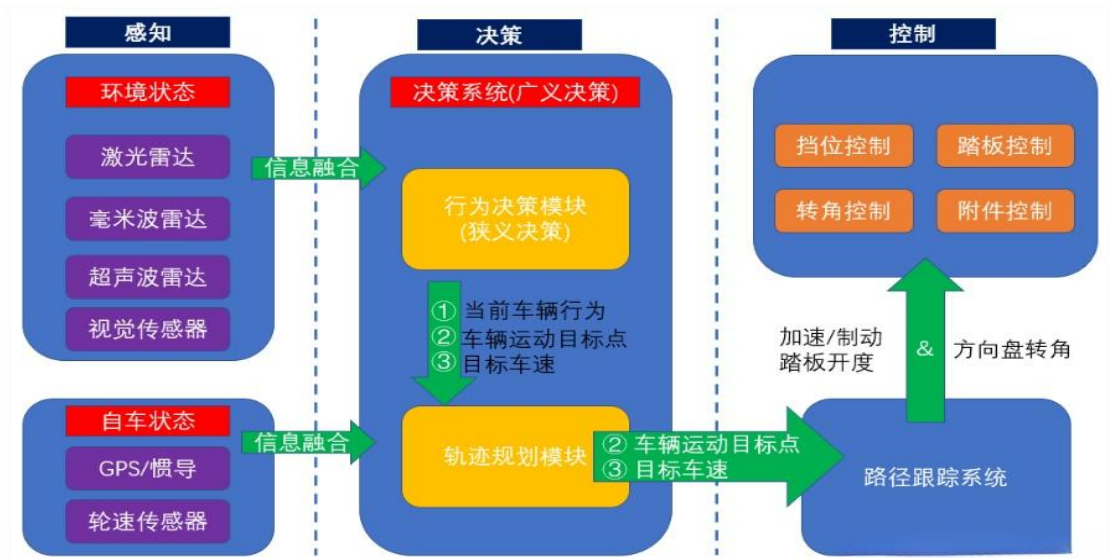 感知
环境状态
激光雷达
毫米波雷达
超声波雷达
视觉传感器
自车状态
GPS/惯导
轮速传感器
信息融合
信息融合
决策
决策系统(广义决策)
行为决策模块
(狭义决策)
① 当前车辆行为
② 车辆运动目标点
③ 目标车速
轨迹规划模块
② 车辆运动目标点
③ 目标车速
控制
挡位控制
踏板控制
转角控制
附件控制
加速/制动
踏板开度
&
方向盘转角
路径跟踪系统